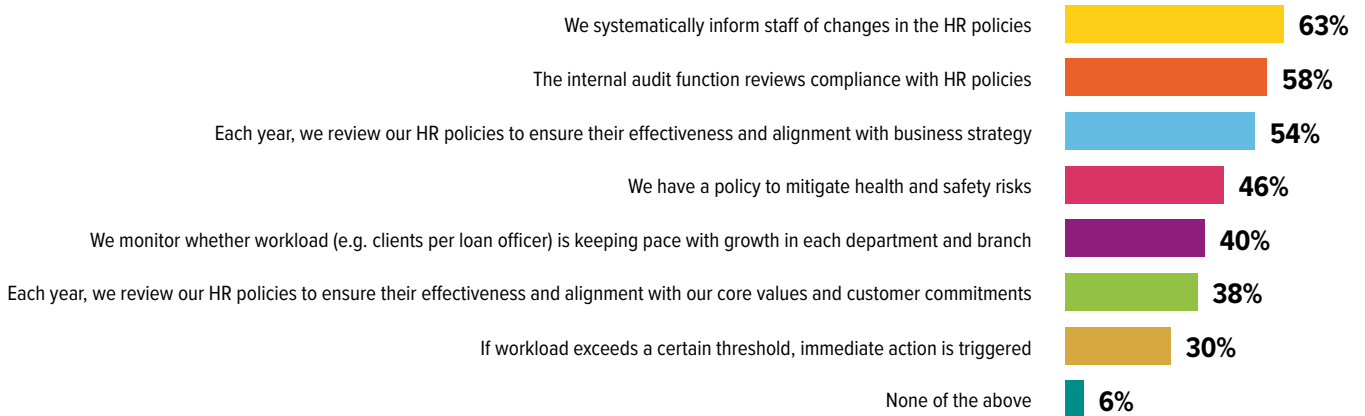 We systematically inform staff of changes in the HR policies 63%
The internal audit function reviews compliance with HR policies 58%
Each year, we review our HR policies to ensure their effectiveness and alignment with business strategy 54%
We have a policy to mitigate health and safety risks 46%
We monitor whether workload (e.g. clients per loan officer) is keeping pace with growth in each department and branch 40%
Each year, we review our HR policies to ensure their effectiveness and alignment with our core values and customer commitments 38%
If workload exceeds a certain threshold, immediate action is triggered 30%
None of the above 6%